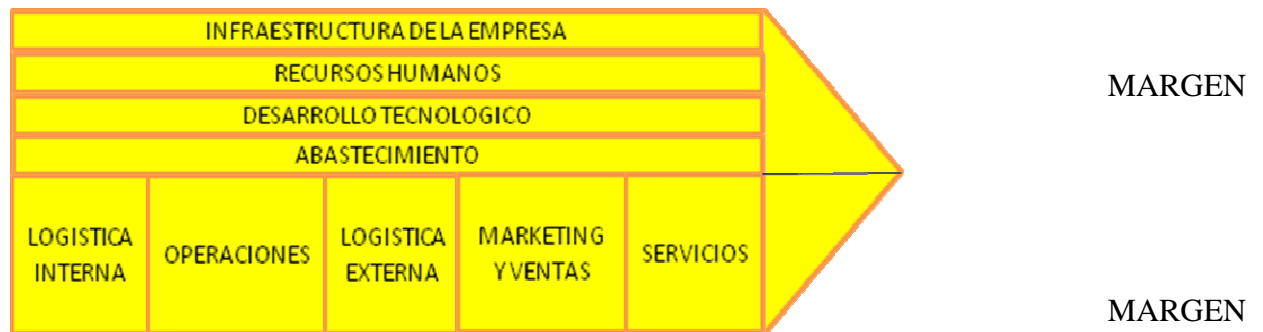 INFRAESTRUCTURA DE LA EMPRESA
RECURSOS HUMANOS
MARGEN
DESARROLLO TECNOLOGICO
ABASTECIMIENTO
LOGISTICA
INTERNA
OPERACIONES
LOGISTICA
EXTERNA
MARKETING
Y VENTAS
SERVICIOS
MARGEN